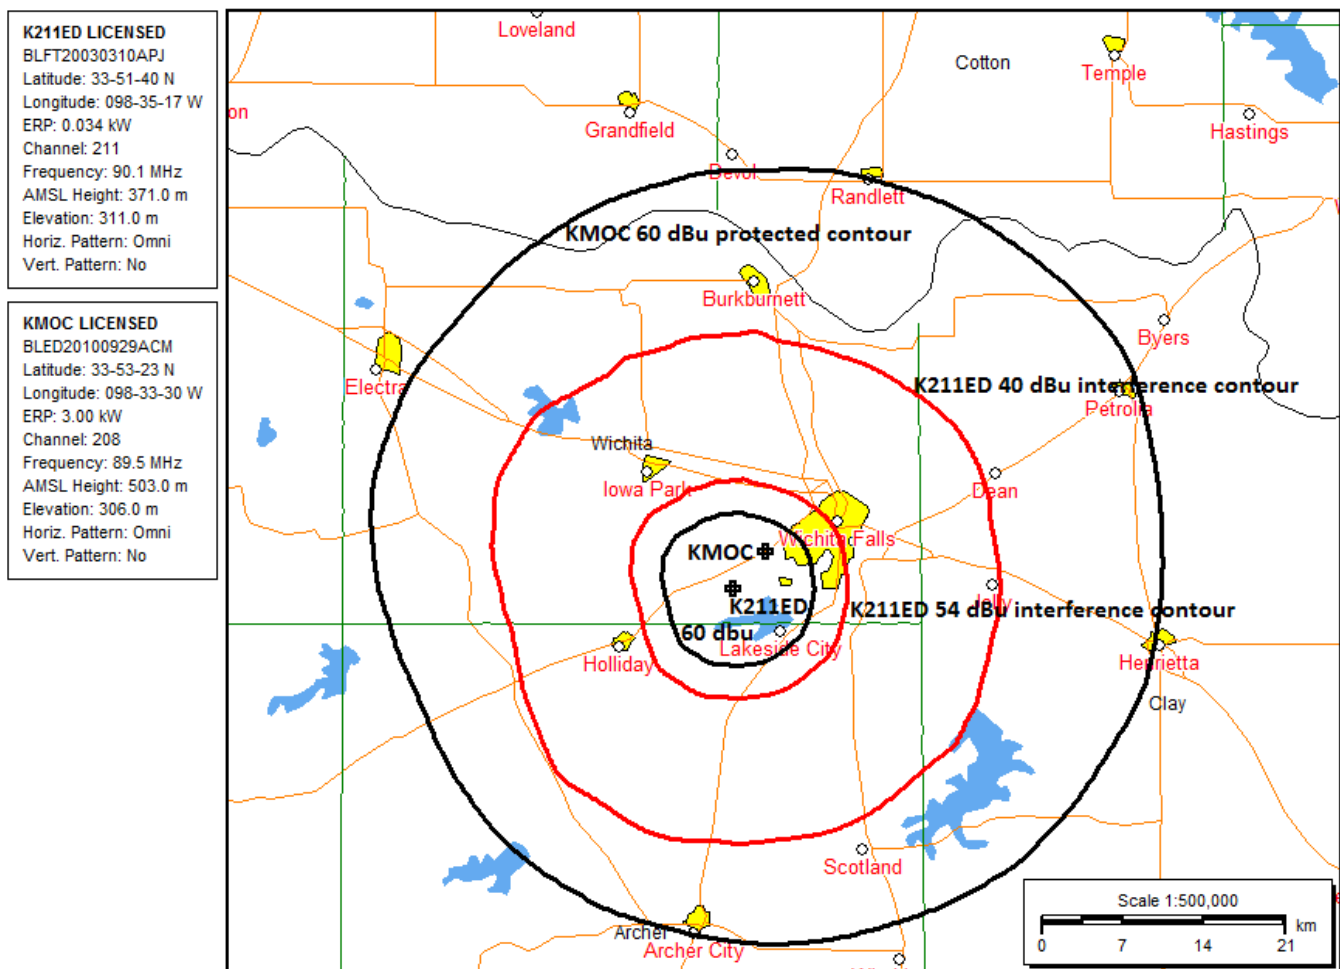 K211ED LICENSED
BLFT20030310APJ
Latitude: 33-51-40 N
Longitude: 098-35-17 W
ERP: 0.034 kW
Channel: 211
Frequency: 90.1 MHz
AMSL Height: 371.0 m
Elevation: 311.0 m
Horiz. Pattern: Omni
Vert. Pattern: No
KMOC LICENSED
BLED20100929ACM
Latitude: 33-53-23 N
Longitude: 098-33-30 W
ERP: 3.00 kW
Channel: 208
Frequency: 89.5 MHz
AMSL Height: 503.0 m
Elevation: 306.0 m
Horiz. Pattern: Omni
Vert. Pattern: No
Loveland
Cotton
Temple
on
Grandfield
Hastings
Devol
Randlett
KMOC 60 dBu protected contour
Burkburnett
Byers
Electra
K211ED 40 dBu interference contour
Petrolia
Wichita
Iowa Park
Dean
Wichita Falls
KMOC
K211ED
60 dbu
Jolly
K211ED 54 dBu interference contour
Lakeside City
Holliday
Henrietta
Clay
Scotland
Archer
Archer City
Scale 1:500,000
km
0 7 14 21